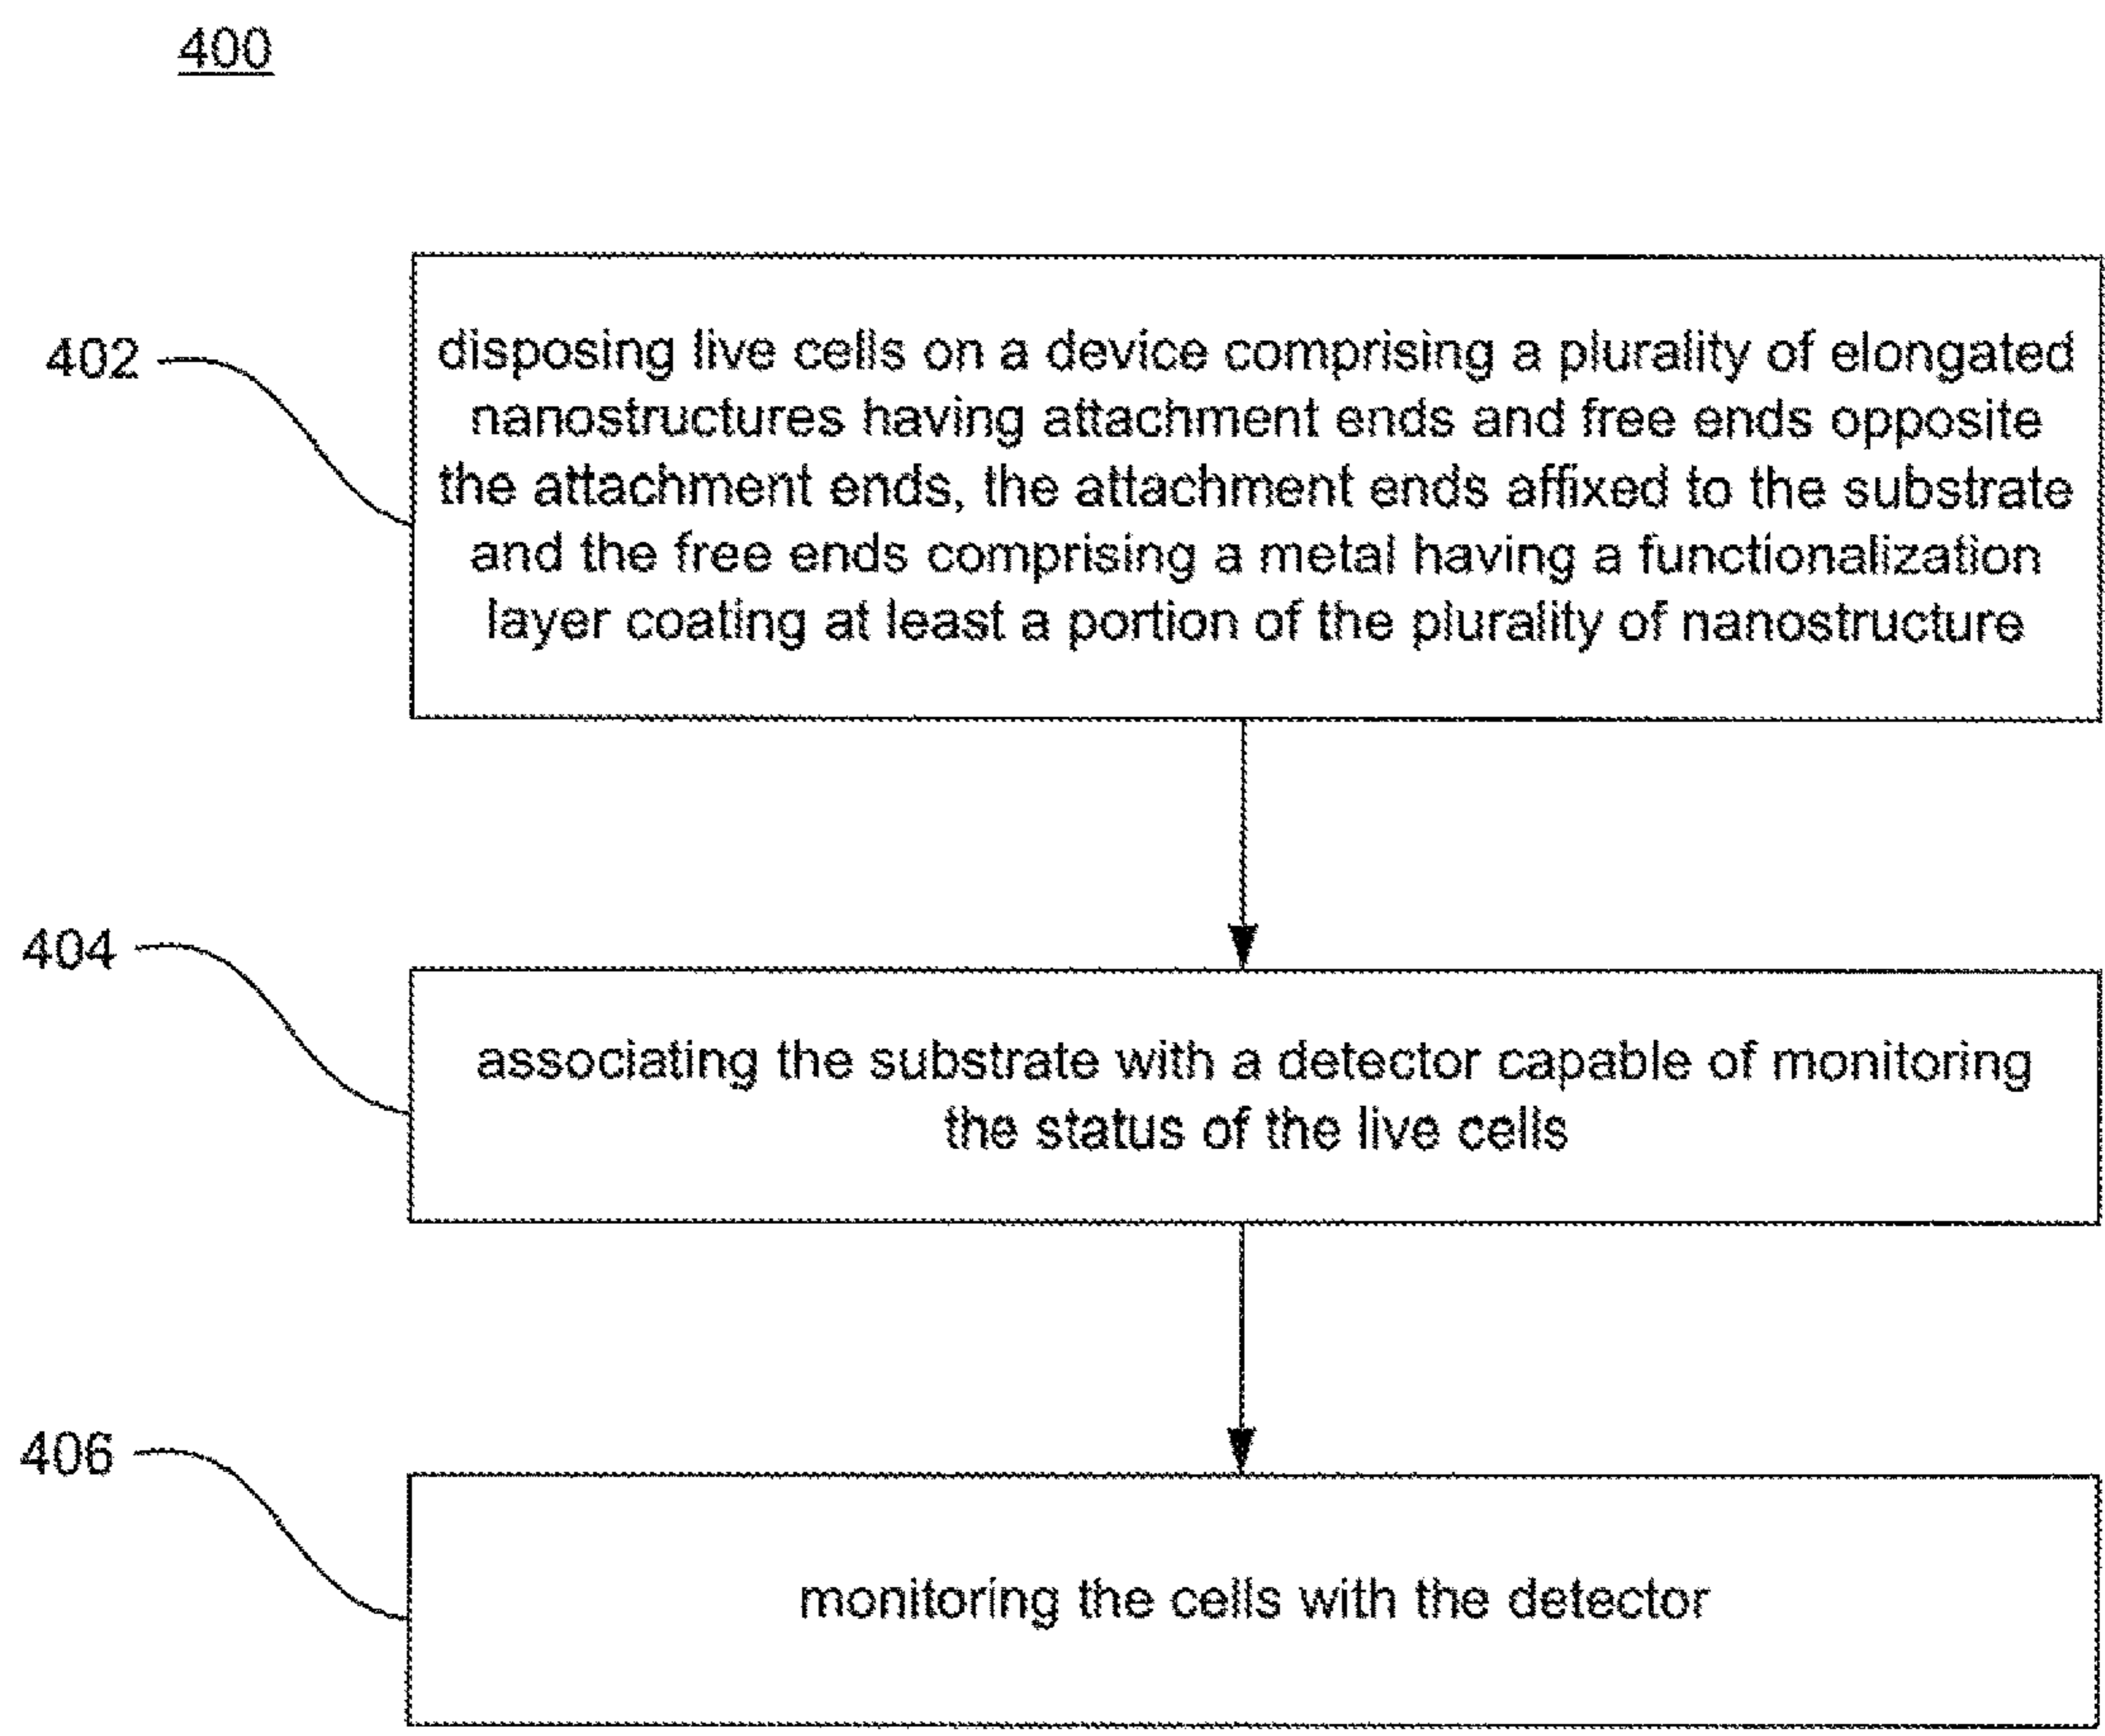 400
402
disposing live cells on a device comprising a plurality of elongated
nanostructures having attachment ends and free ends opposite
the attachment ends, the attachment ends affixed to the substrate
and the free ends comprising a metal having a functionalization
layer coating at least a portion of the plurality of nanostructure
404
associating the substrate with a detector capable of monitoring
the status of the live cells
406
monitoring the cells with the detector